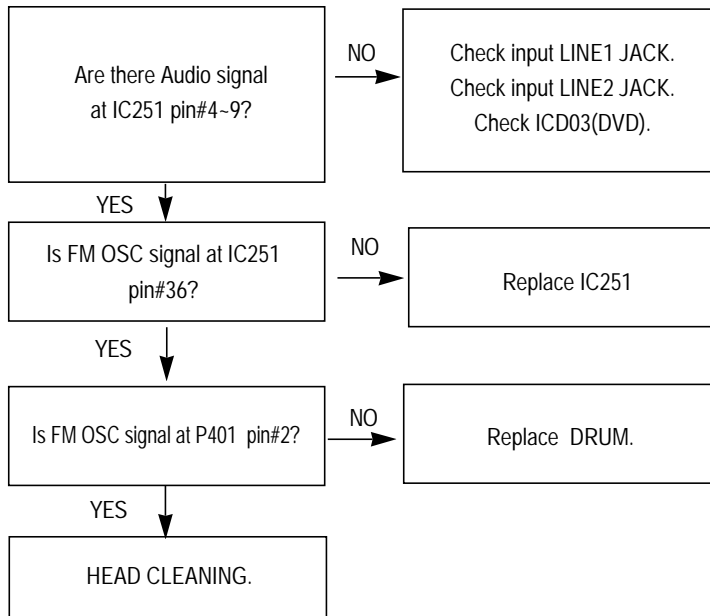 Are there Audio signal
at IC251 pin#4~9?
NO
Check input LINE1 JACK.
Check input LINE2 JACK.
Check ICD03(DVD).
YES
Is FM OSC signal at IC251
pin#36?
NO
Replace IC251
YES
Is FM OSC signal at P401 pin#2?
NO
Replace DRUM.
YES
HEAD CLEANING.